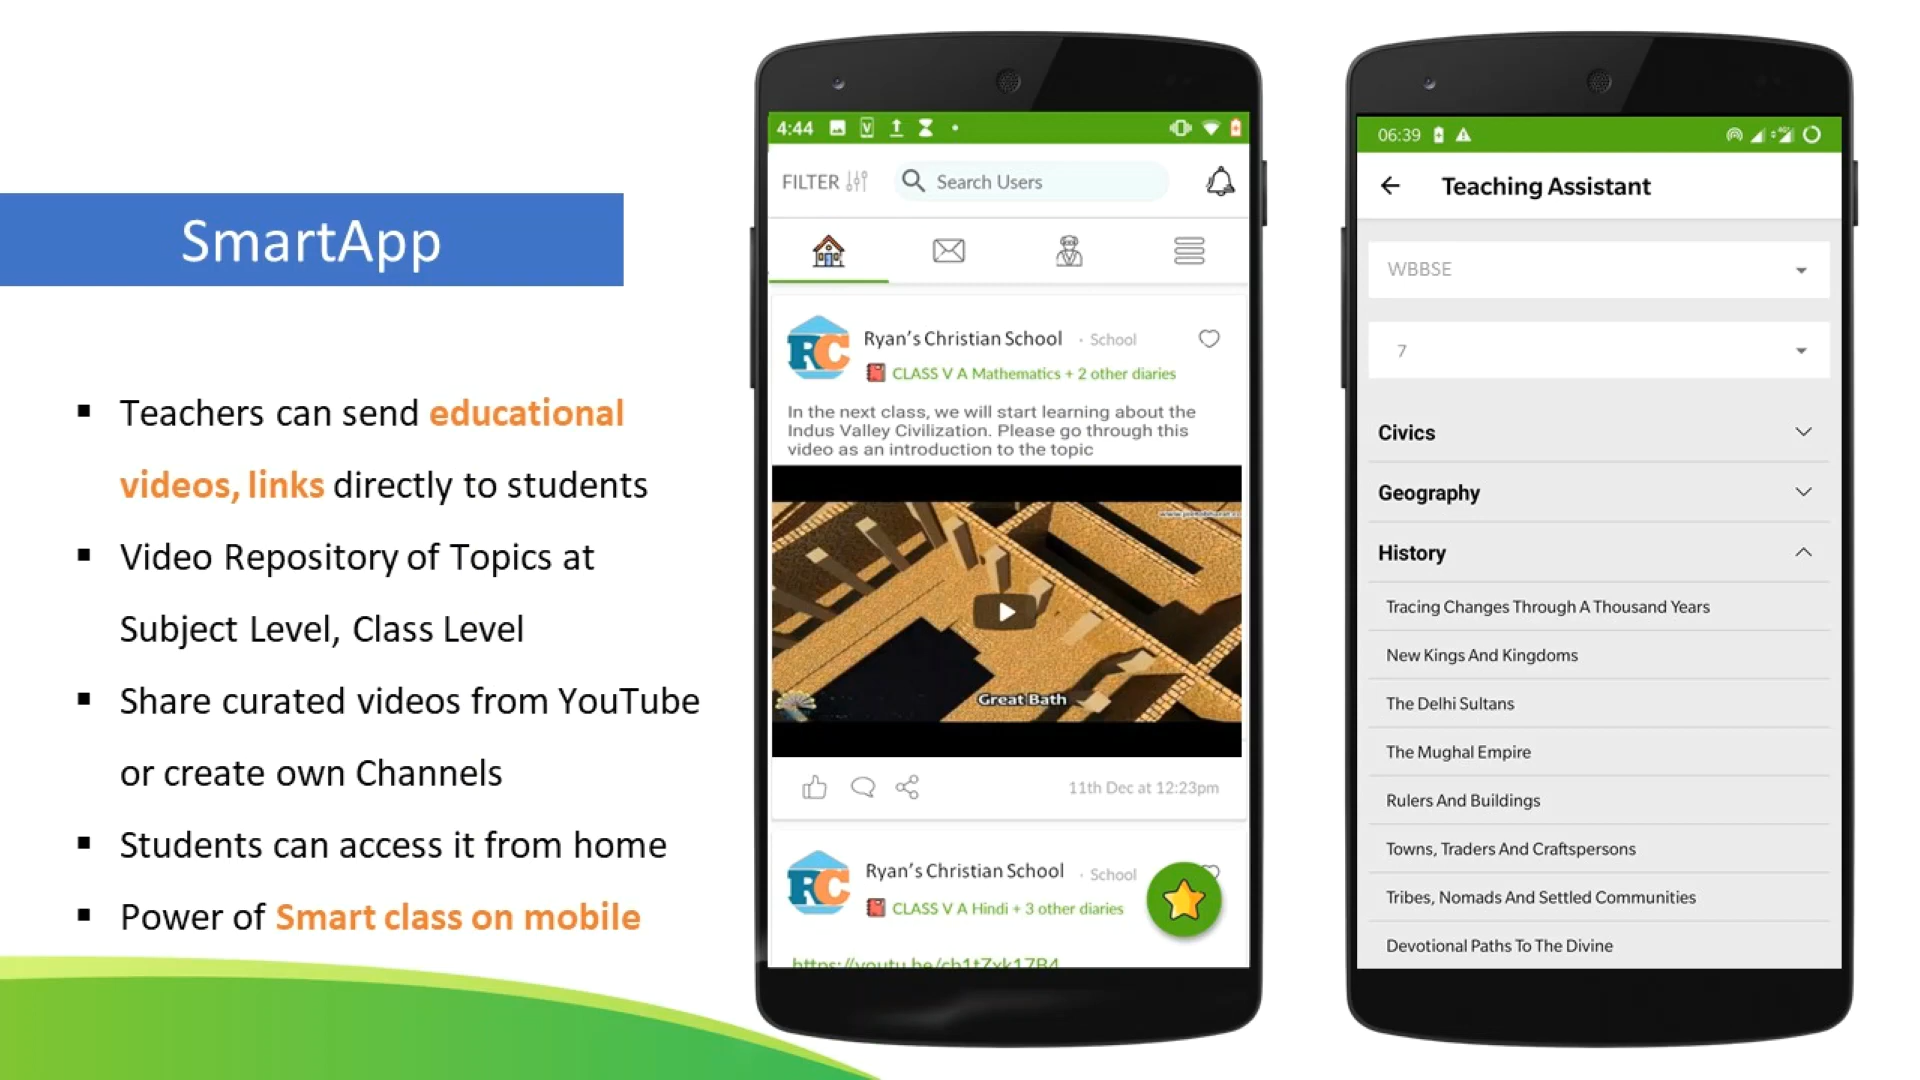 SmartApp
▪ Teachers can send educational
videos, links directly to students
▪ Video Repository of Topics at
Subject Level, Class Level
▪ Share curated videos from YouTube
or create own Channels
▪ Students can access it from home
▪ Power of Smart class on mobile
4:44
FILTER Search Users
RC Ryan's Christian School · School
CLASS V A Mathematics + 2 other diaries
In the next class, we will start learning about the
Indus Valley Civilization. Please go through this
video as an introduction to the topic
Great Bath
11th Dec at 12:23pm
RC Ryan's Christian School · School
CLASS V A Hindi + 3 other diaries
06:39
Teaching Assistant
WBBSE
7
Civics
Geography
History
Tracing Changes Through A Thousand Years
New Kings And Kingdoms
The Delhi Sultans
The Mughal Empire
Rulers And Buildings
Towns, Traders And Craftspersons
Tribes, Nomads And Settled Communities
Devotional Paths To The Divine